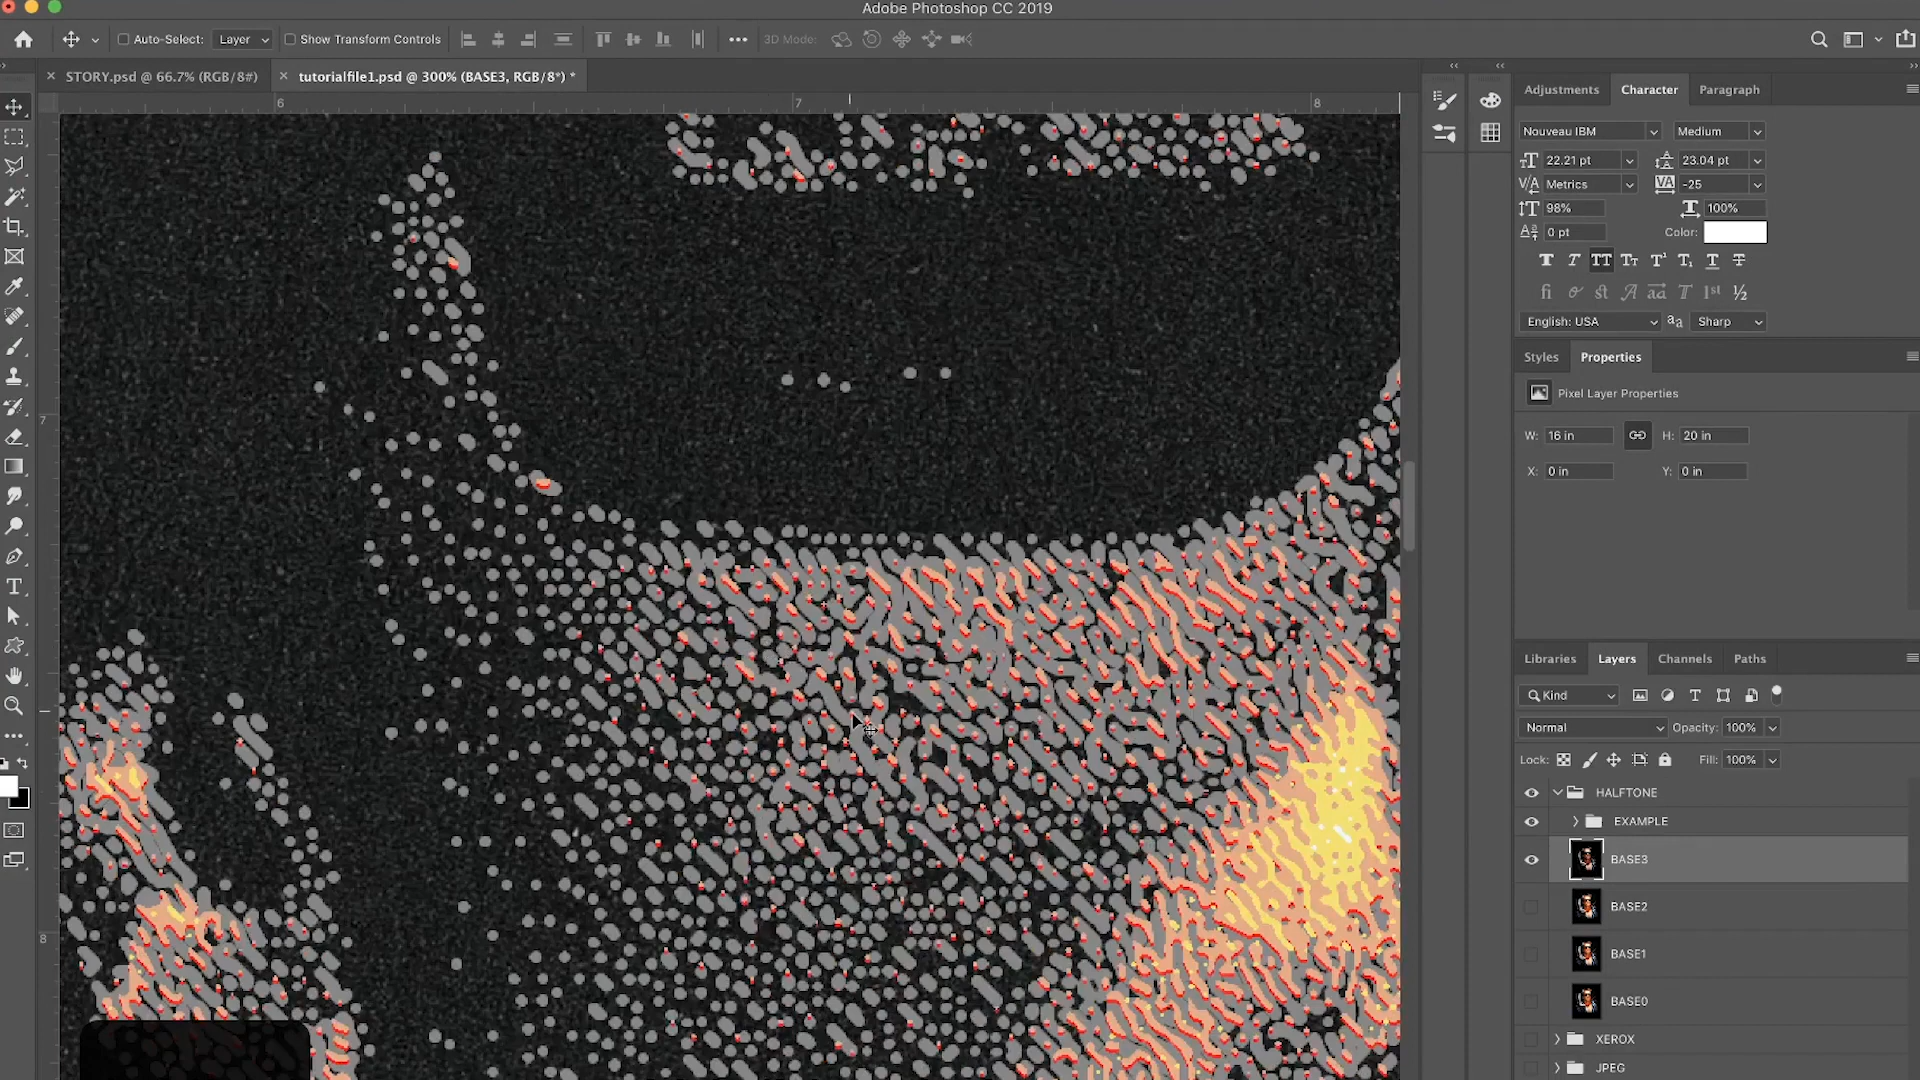 Adobe Photoshop CC 2019
Auto-Select: Layer Show Transform Controls 3D Mode:
STORY.psd @ 66.7% (RGB/8#) tutorialfile1.psd @ 300% (BASE3, RGB/8*) *
6 7 8
7
8
Adjustments Character Paragraph
Nouveau IBM Medium
22.21 pt 23.04 pt
Metrics -25
98% 100%
0 pt Color:
English: USA Sharp
Styles Properties
Pixel Layer Properties
W: 16 in H: 20 in
X: 0 in Y: 0 in
Libraries Layers Channels Paths
Kind
Normal Opacity: 100%
Lock: Fill: 100%
HALFTONE
EXAMPLE
BASE3
BASE2
BASE1
BASE0
XEROX
JPEG